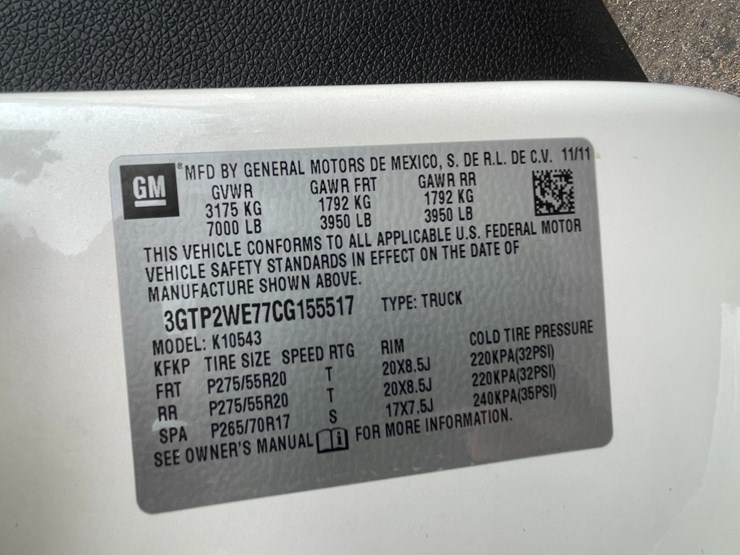 GM
*MFD BY GENERAL MOTORS DE MEXICO, S. DE R.L. DE C.V. 11/11
GVWR GAWR FRT GAWR RR
3175 KG 1792 KG 1792 KG
7000 LB 3950 LB 3950 LB
THIS VEHICLE CONFORMS TO ALL APPLICABLE U.S. FEDERAL MOTOR
VEHICLE SAFETY STANDARDS IN EFFECT ON THE DATE OF
MANUFACTURE SHOWN ABOVE.
3GTP2WE77CG155517 TYPE: TRUCK
MODEL: K10543
KFKP TIRE SIZE SPEED RTG RIM COLD TIRE PRESSURE
FRT P275/55R20 T 20X8.5J 220KPA(32PSI)
RR P275/55R20 T 20X8.5J 220KPA(32PSI)
SPA P265/70R17 S 17X7.5J 240KPA(35PSI)
SEE OWNER'S MANUAL i FOR MORE INFORMATION.